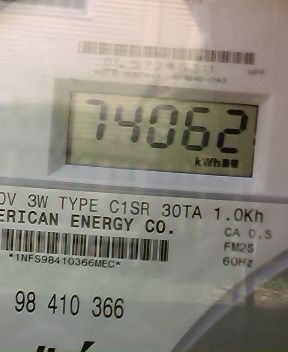 74062
kWh
0V 3W TYPE C1SR 30TA 1.0Kh
ERICAN ENERGY CO.
CA 0.5
FM2S
60Hz
*1NFS98410366MEC*
98 410 366